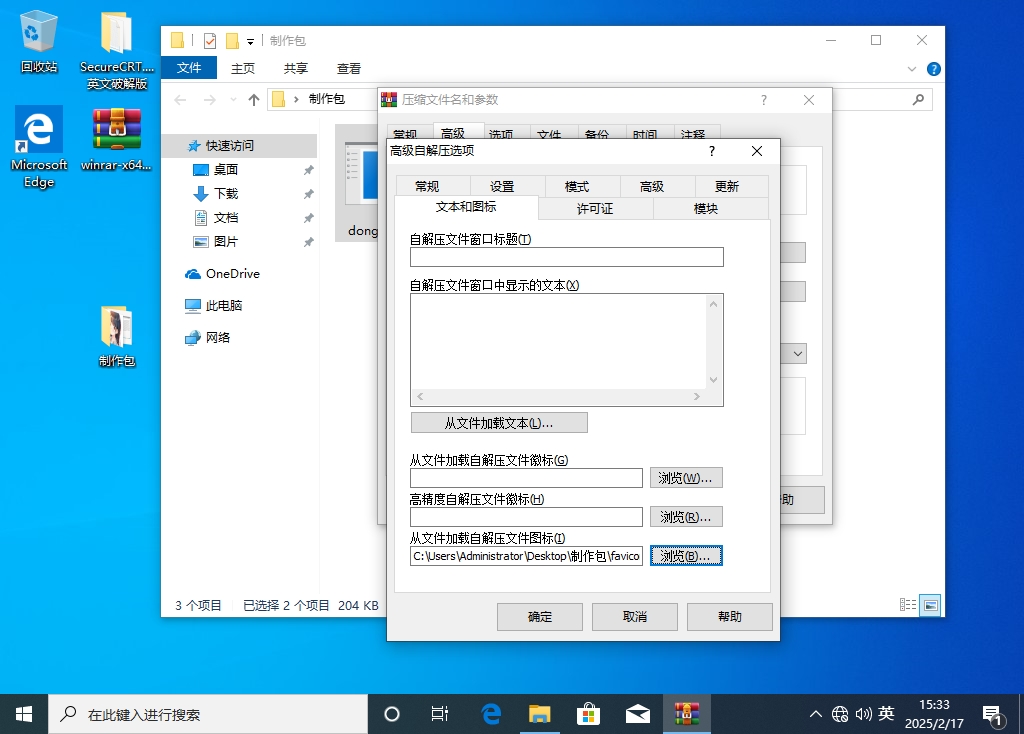 回收站
SecureCRT....
英文破解版
Microsoft
Edge
winrar-x64...
制作包
制作包
文件
主页
共享
查看
制作包
快速访问
桌面
下载
文档
图片
OneDrive
此电脑
网络
dong
3 个项目
已选择 2 个项目
204 KB
压缩文件名和参数
?
常规
高级
选项
文件
备份
时间
注释
助
高级自解压选项
?
常规
设置
模式
高级
更新
文本和图标
许可证
模块
自解压文件窗口标题(T)
自解压文件窗口中显示的文本(X)
从文件加载文本(L)...
从文件加载自解压文件徽标(G)
浏览(W)...
高精度自解压文件徽标(H)
浏览(R)...
从文件加载自解压文件图标(I)
C:\Users\Administrator\Desktop\制作包\favico
浏览(B)...
确定
取消
帮助
在此键入进行搜索
英
15:33
2025/2/17
1